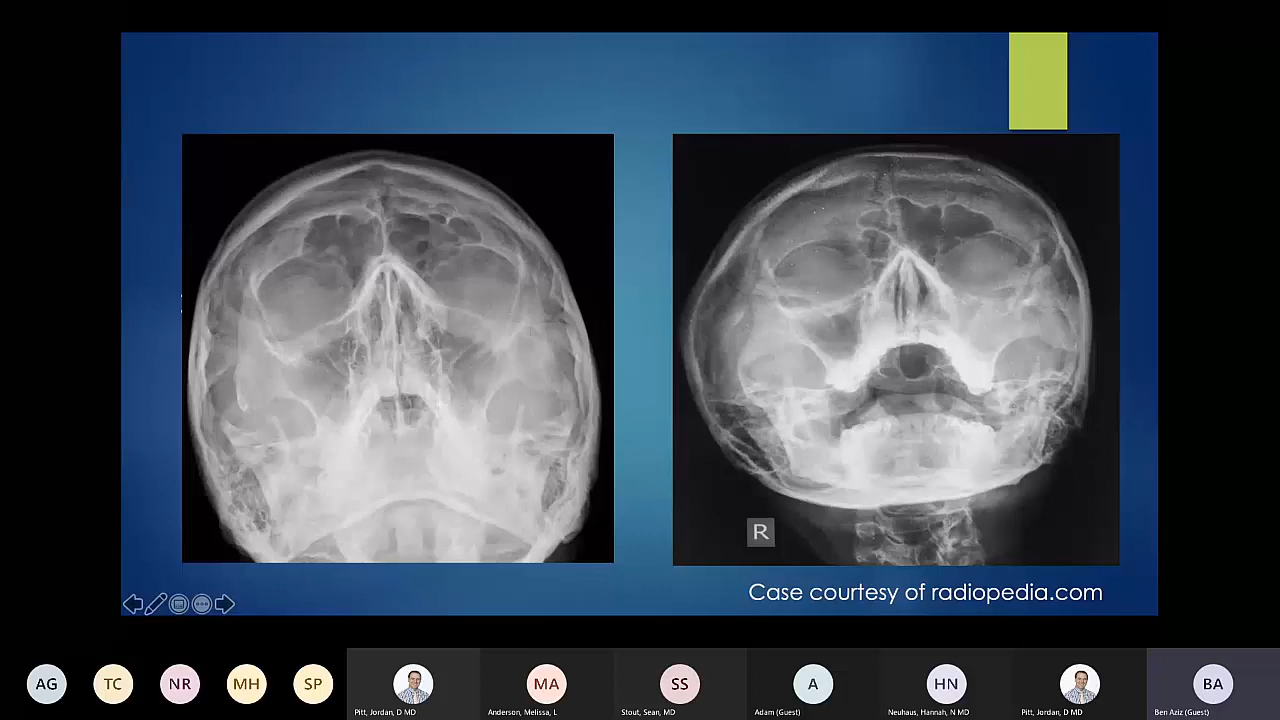 R
Case courtesy of radiopedia.com
AG
TC
NR
MH
SP
Pitt, Jordan, D MD
MA
Anderson, Melissa, L
SS
Stout, Sean, MD
A
Adam (Guest)
HN
Neuhaus, Hannah, N MD
Pitt, Jordan, D MD
BA
Ben Aziz (Guest)